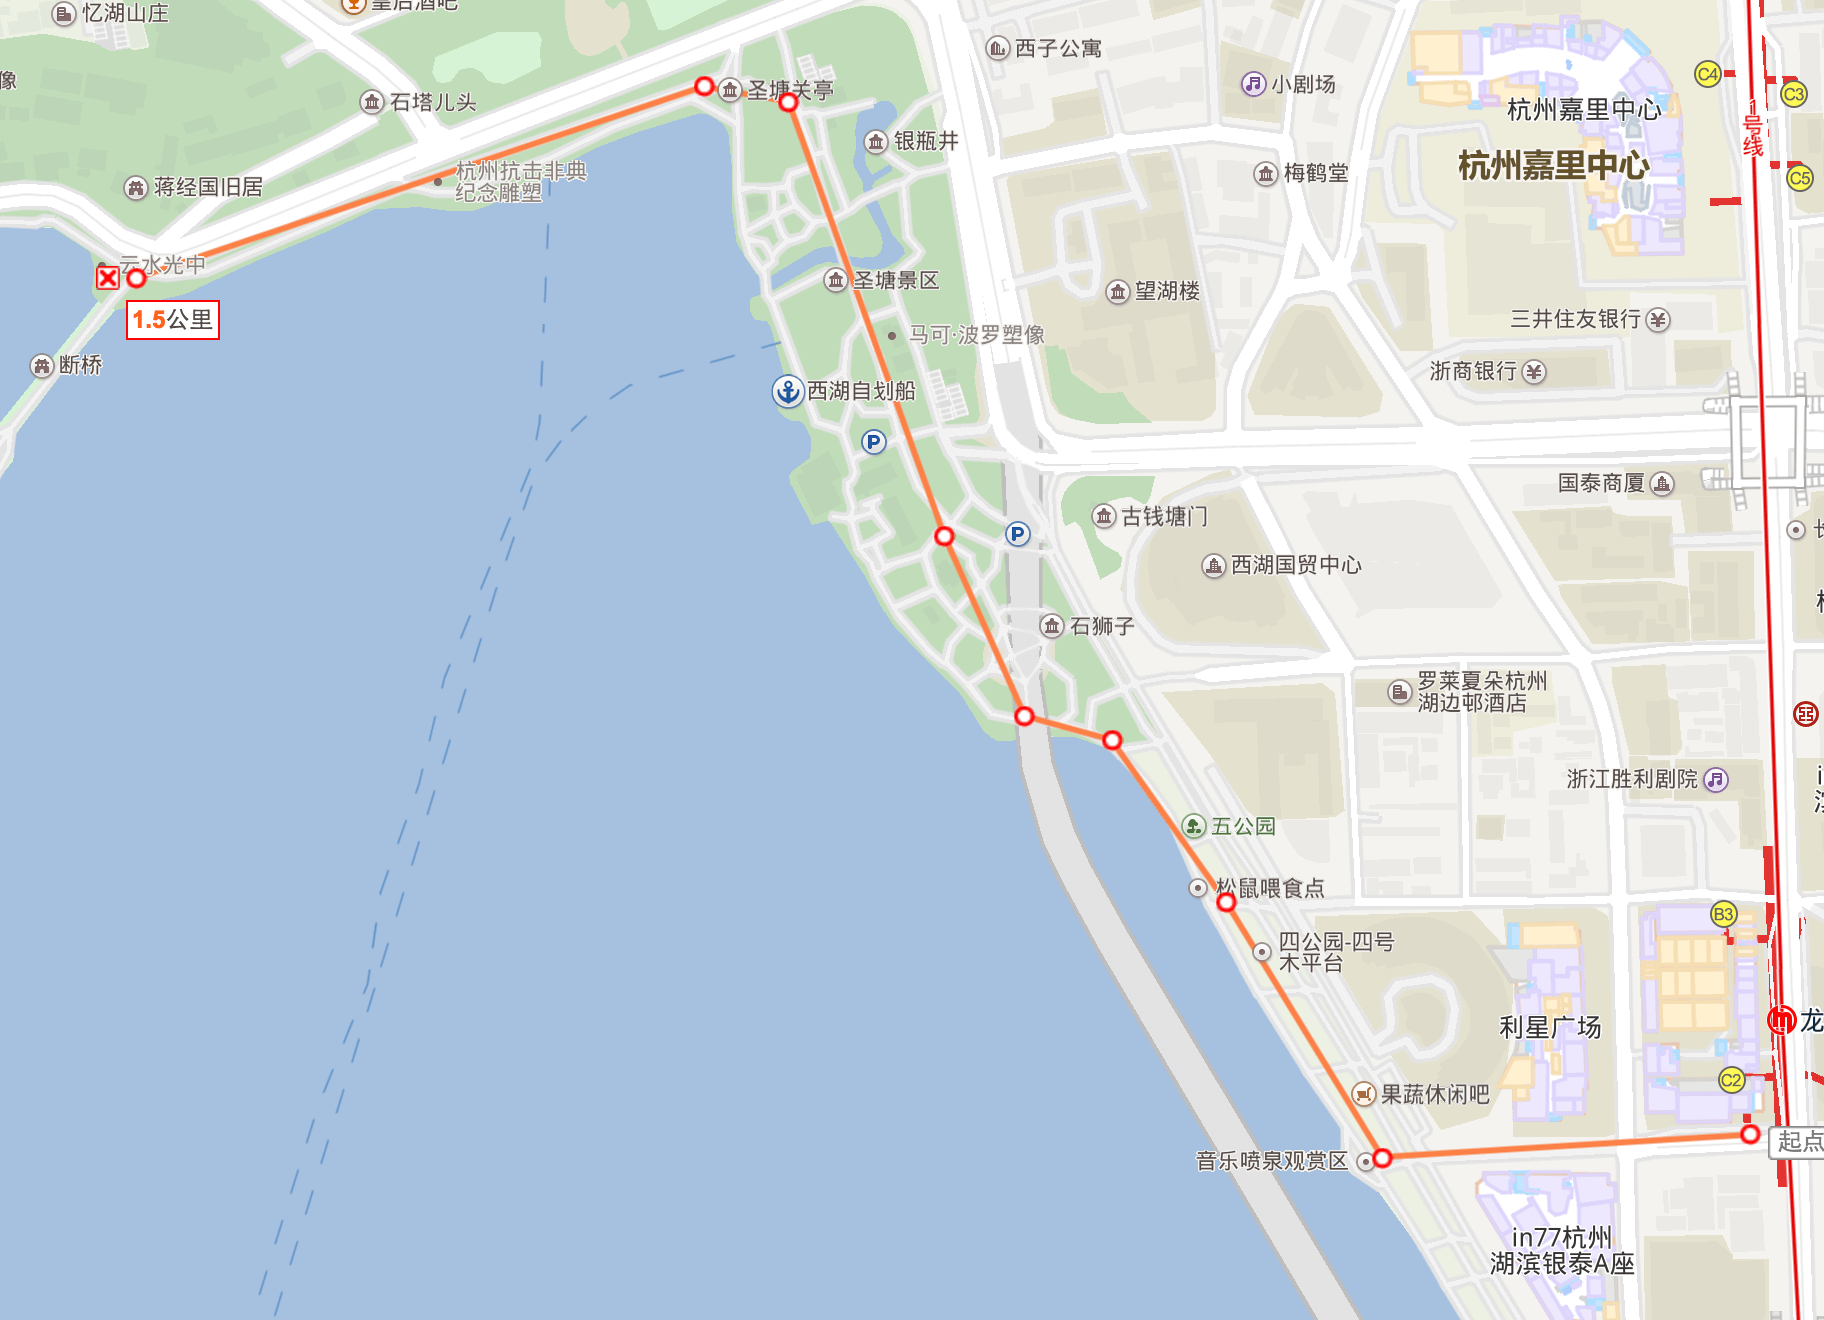 忆湖山庄
皇后酒吧
西子公寓
小剧场
C4
C3
杭州嘉里中心
1号线
像
石塔儿头
圣塘关亭
银瓶井
杭州抗击非典
纪念雕塑
梅鹤堂
杭州嘉里中心
C5
蒋经国旧居
云水光中
1.5公里
圣塘景区
望湖楼
马可·波罗塑像
三井住友银行
断桥
浙商银行
西湖自划船
P
国泰商厦
古钱塘门
P
西湖国贸中心
石狮子
罗莱夏朵杭州
湖边邨酒店
浙江胜利剧院
五公园
松鼠喂食点
B3
四公园-四号
木平台
利星广场
龙
C2
果蔬休闲吧
起点
音乐喷泉观赏区
in77杭州
湖滨银泰A座